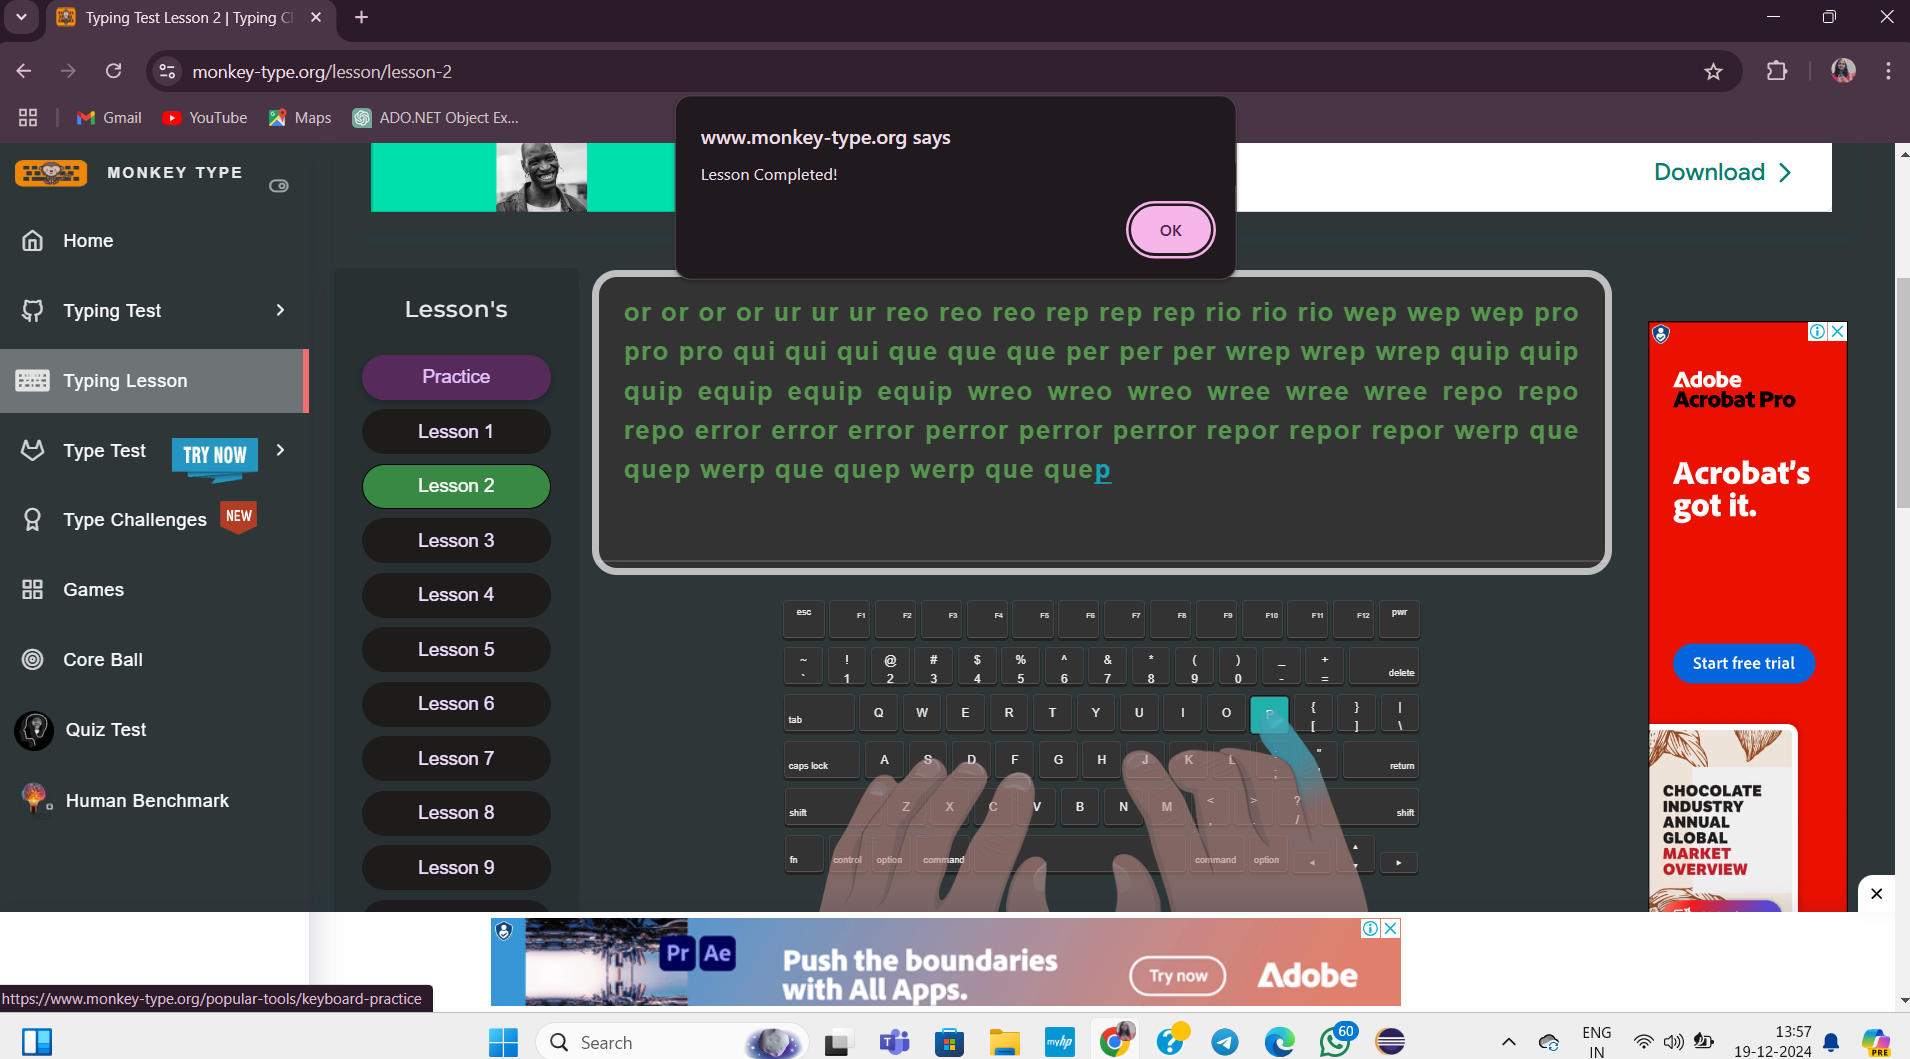 Typing Test Lesson 2 | Typing C
monkey-type.org/lesson/lesson-2
Gmail
YouTube
Maps
ADO.NET Object Ex...
www.monkey-type.org says
Lesson Completed!
OK
MONKEY TYPE
Home
Typing Test
Typing Lesson
Type Test
TRY NOW
Type Challenges
NEW
Games
Core Ball
Quiz Test
Human Benchmark
Download
Lesson's
Practice
Lesson 1
Lesson 2
Lesson 3
Lesson 4
Lesson 5
Lesson 6
Lesson 7
Lesson 8
Lesson 9
or or or or ur ur ur reo reo reo rep rep rep rio rio rio wep wep wep pro
pro pro qui qui qui que que que per per per wrep wrep wrep quip quip
quip equip equip equip wreo wreo wreo wree wree wree repo repo
repo error error error perror perror perror repor repor repor werp que
quep werp que quep werp que quep
esc F1 F2 F3 F4 F5 F6 F7 F8 F9 F10 F11 F12 pwr
~ ! @ # $ % ^ & * ( ) _ +
` 1 2 3 4 5 6 7 8 9 0 - = delete
tab Q W E R T Y U I O P { } |
[ ] \
caps lock A S D F G H J K L : "
; ' return
shift Z X C V B N M < > ?
, . / shift
fn control option command command option
Adobe
Acrobat Pro
Acrobat's
got it.
Start free trial
CHOCOLATE
INDUSTRY
ANNUAL
GLOBAL
MARKET
OVERVIEW
Pr Ae
Push the boundaries
with All Apps.
Try now
Adobe
https://www.monkey-type.org/popular-tools/keyboard-practice
Search
myhp
60
ENG
IN
13:57
19-12-2024
PRE